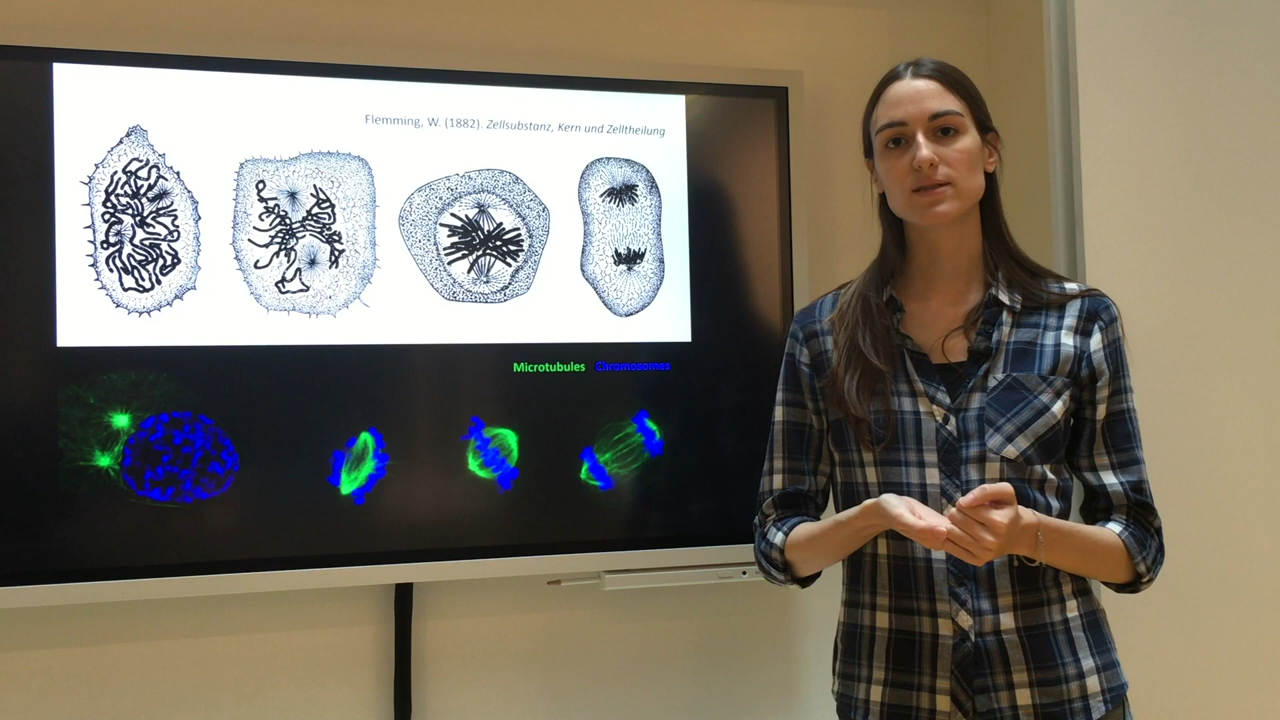 Flemming, W. (1882). Zellsubstanz, Kern und Zelltheilung
Microtubules Chromosomes